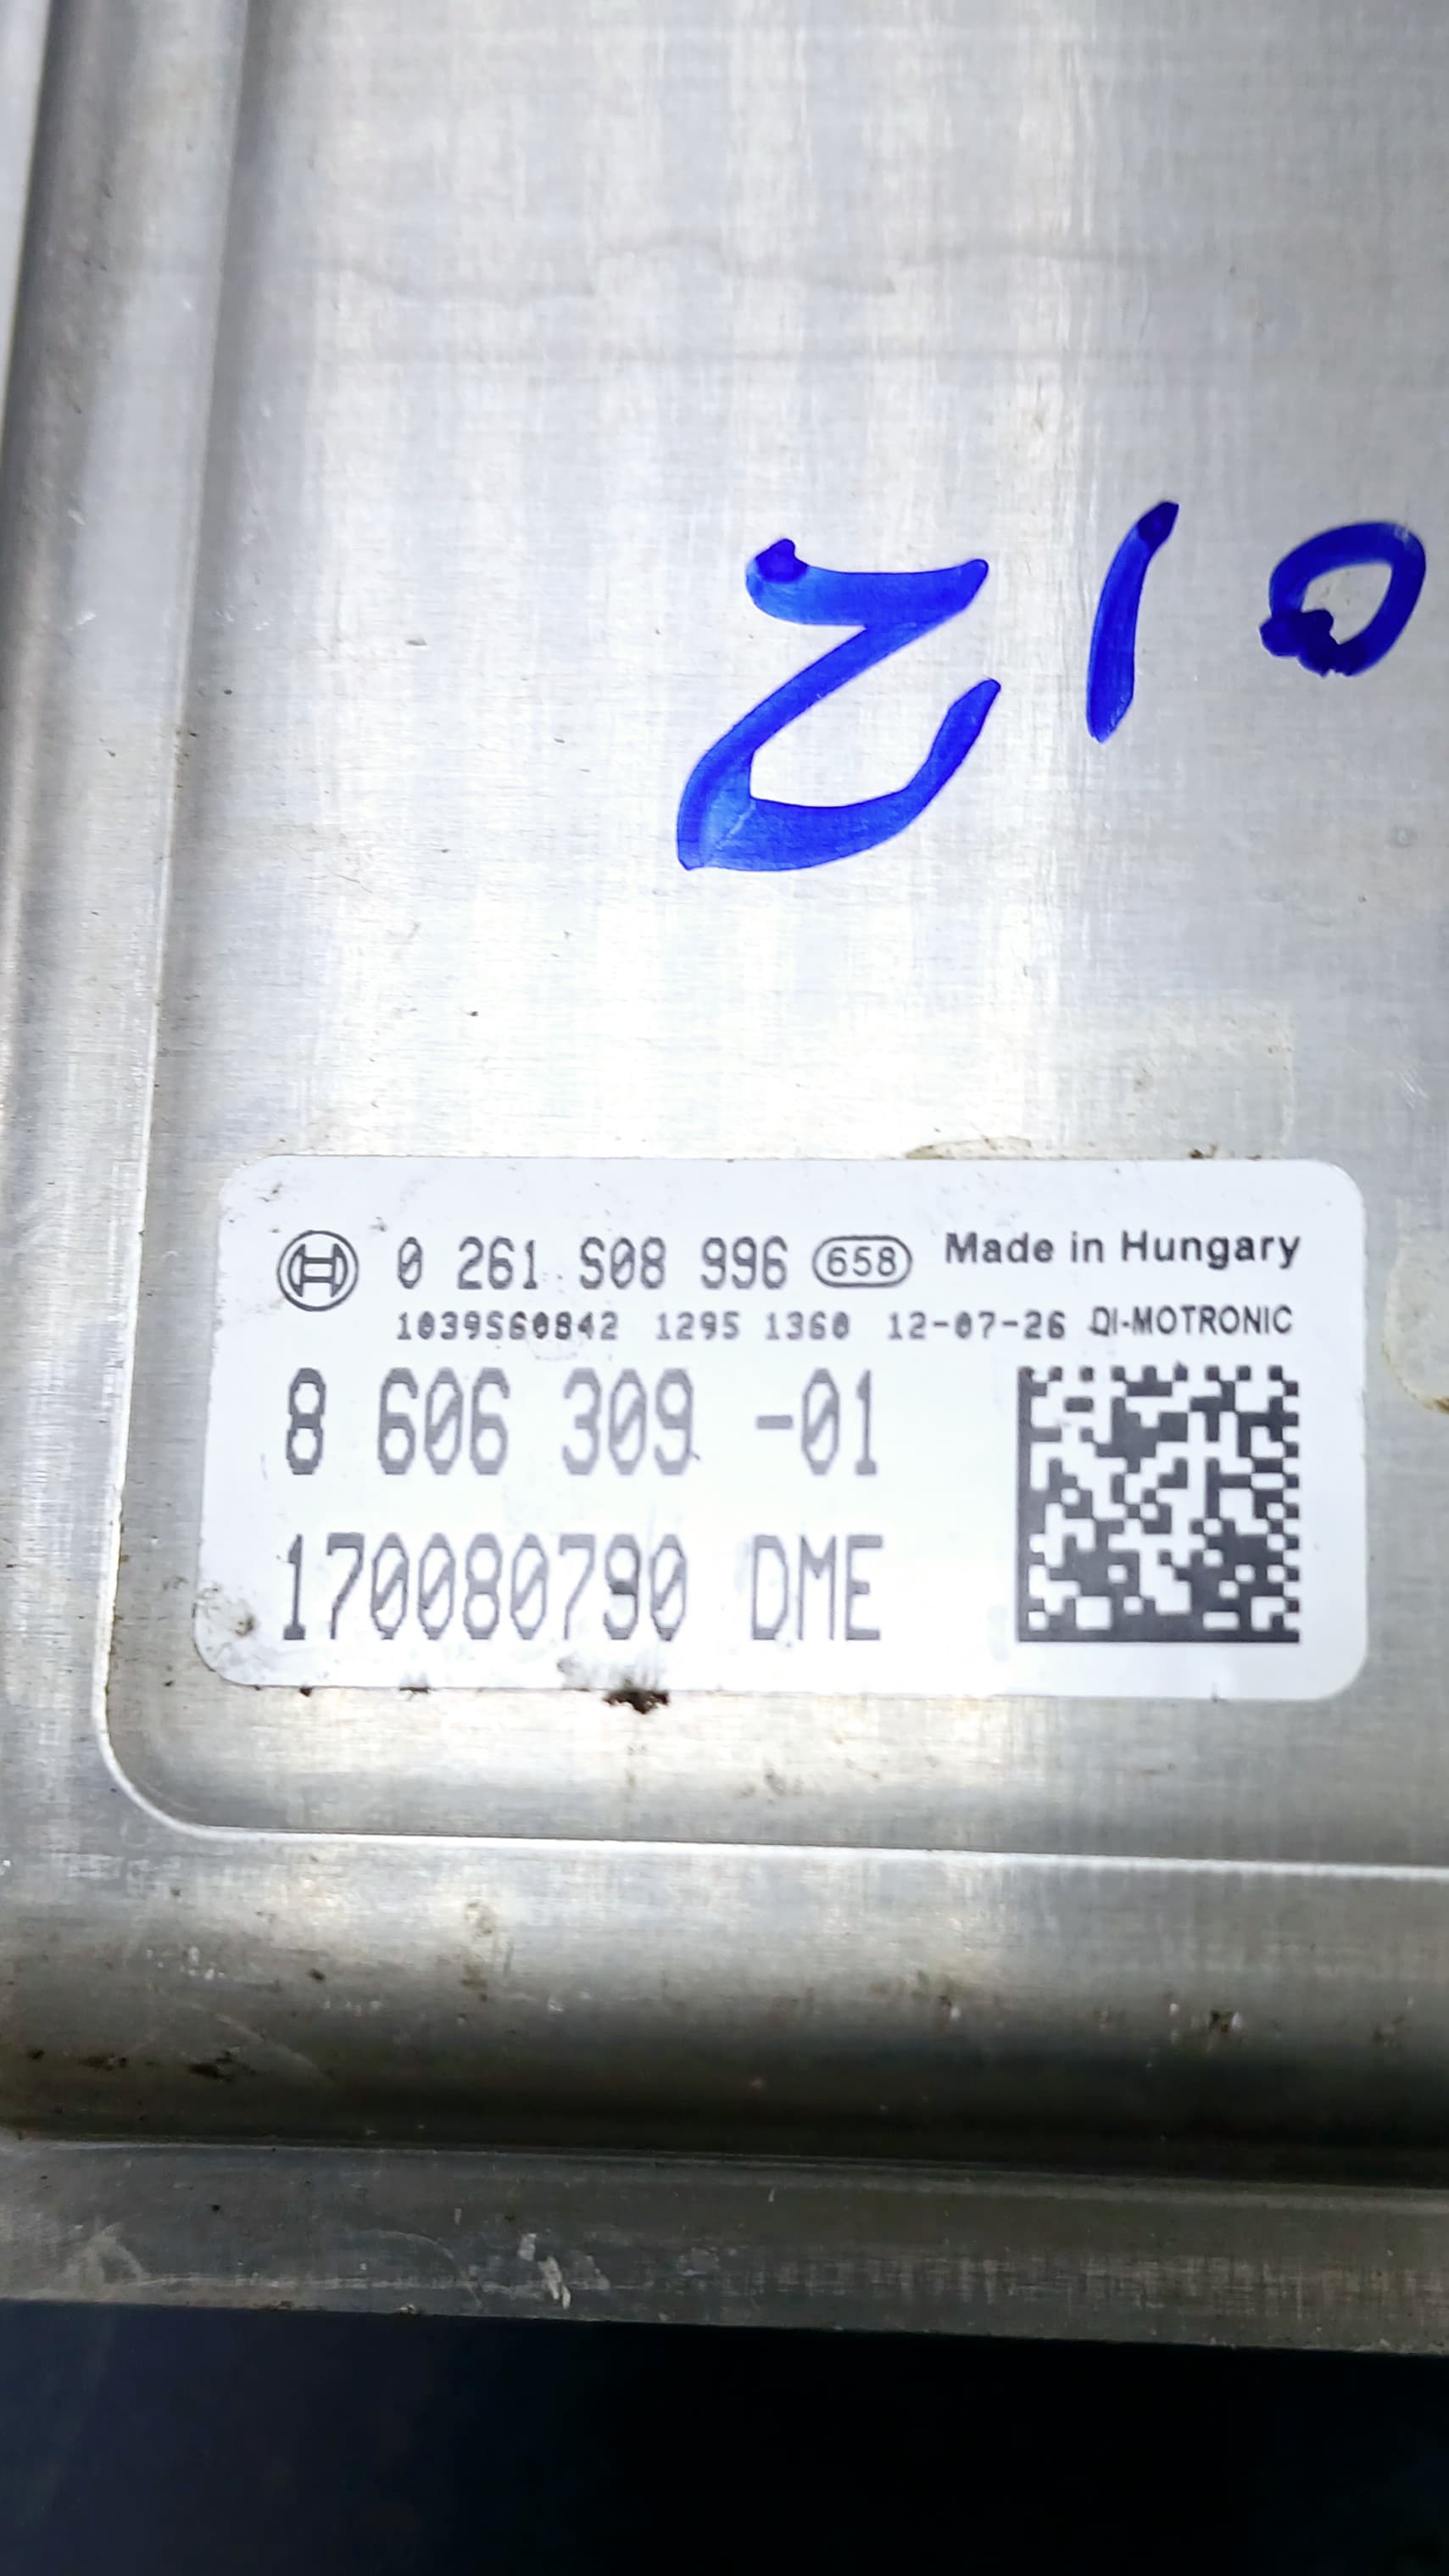 210
0 261 S08 996 658 Made in Hungary
1039S60842 1295 1360 12-07-26 DI-MOTRONIC
8 606 309 -01
170080790 DME